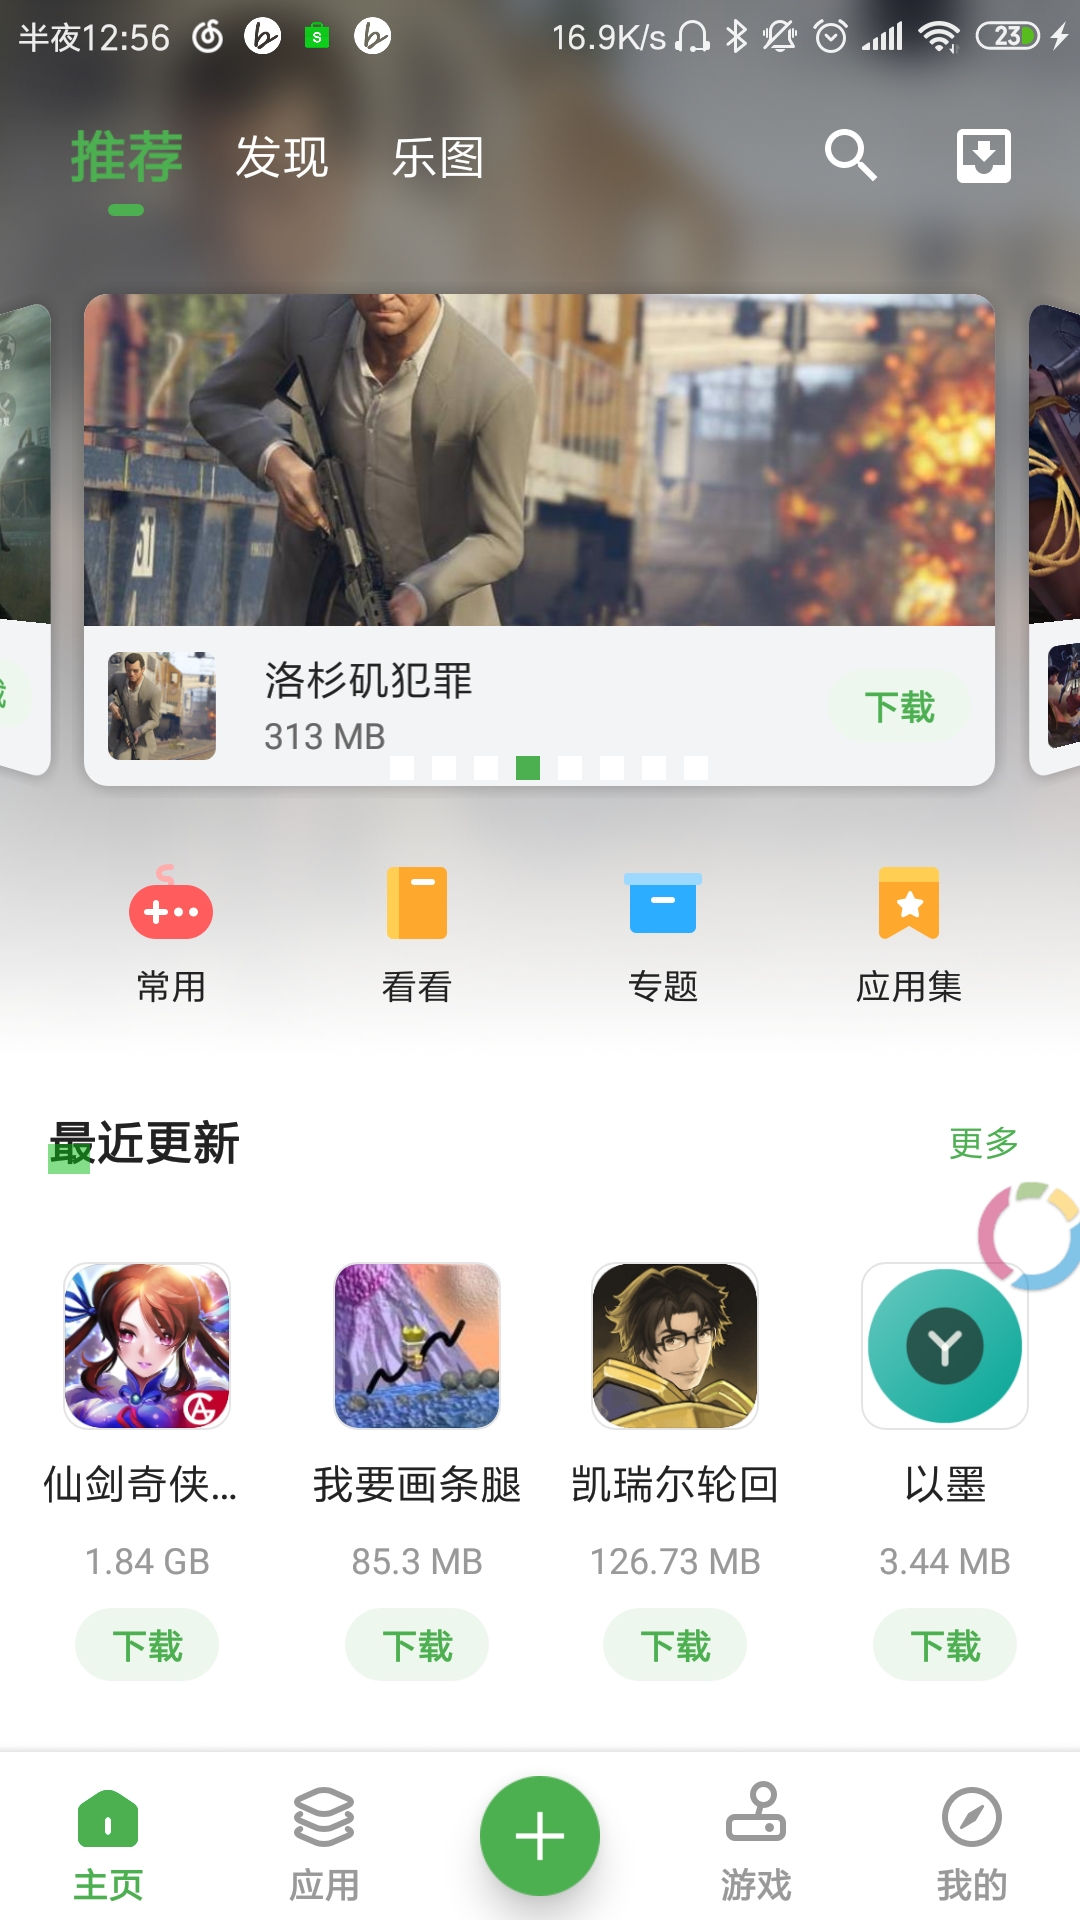 半夜12:56
16.9K/s
23
推荐 发现 乐图
洛杉矶犯罪
313 MB
下载
常用 看看 专题 应用集
最近更新 更多
仙剑奇侠... 我要画条腿 凯瑞尔轮回 以墨
1.84 GB 85.3 MB 126.73 MB 3.44 MB
下载 下载 下载 下载
主页 应用 游戏 我的